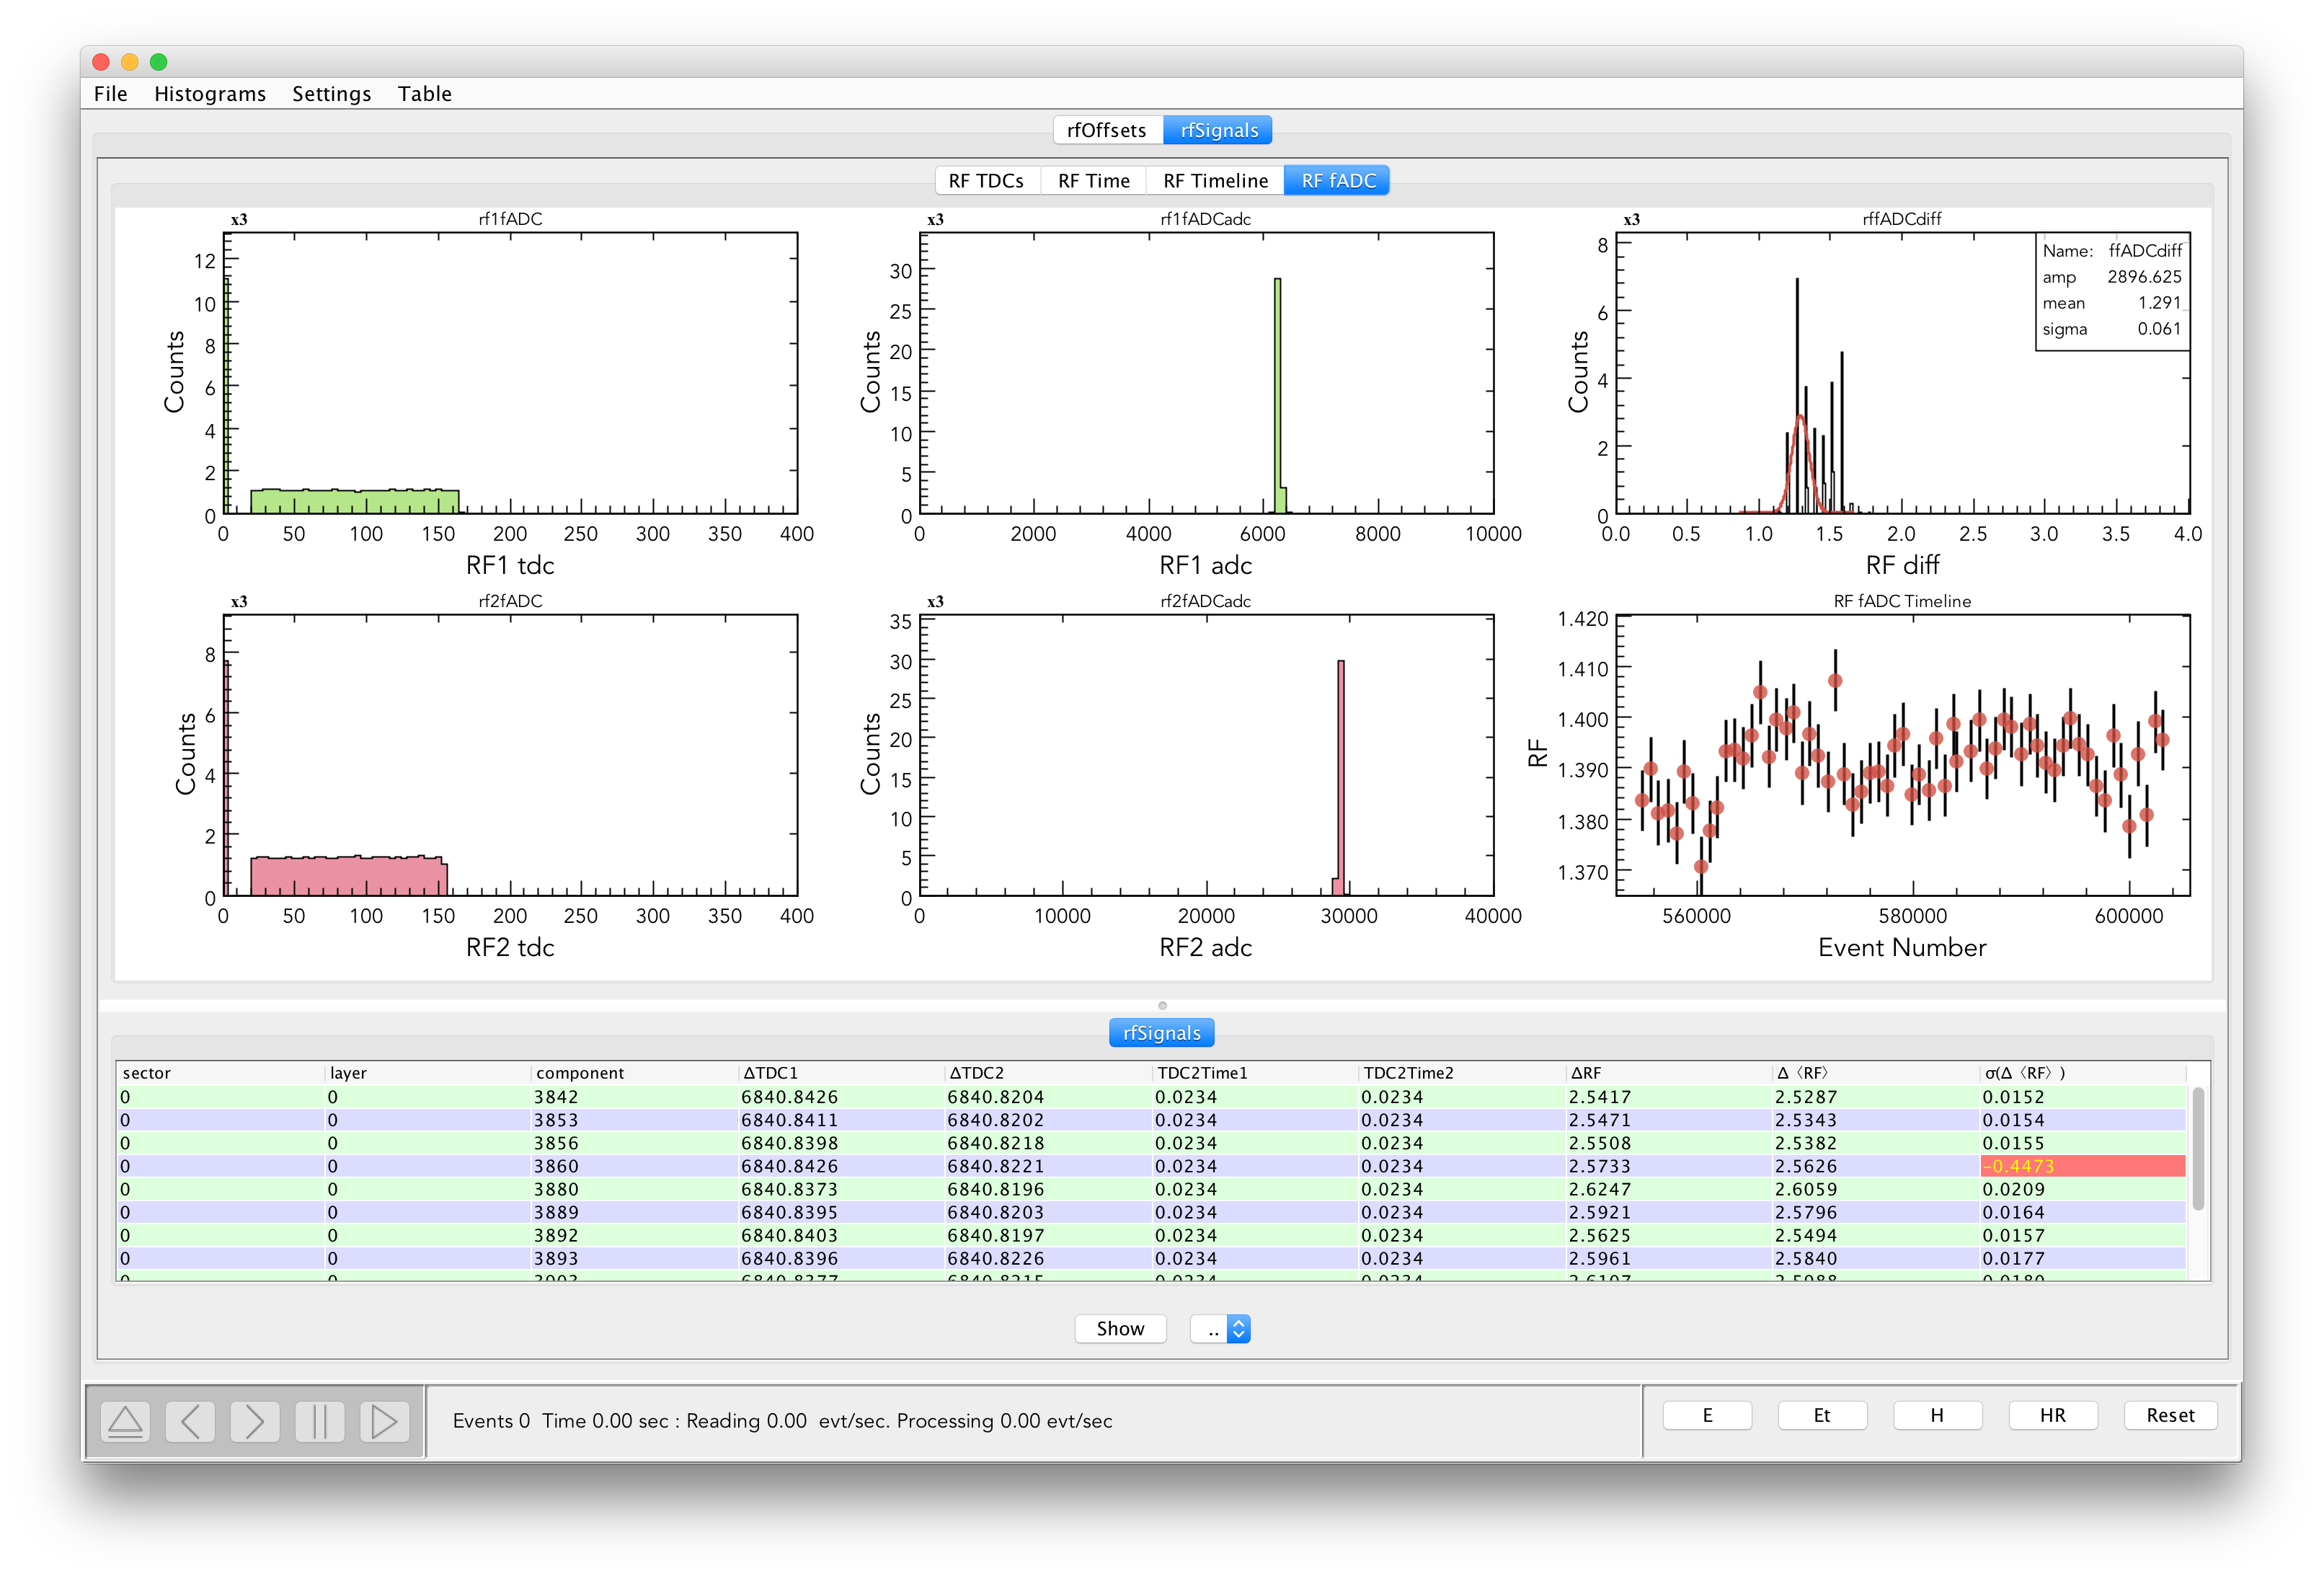 File Histograms Settings Table
rfOffsets rfSignals
RF TDCs RF Time RF Timeline RF fADC
x3 rf1fADC
12
10
8
6
4
2
0
Counts
0 50 100 150 200 250 300 350 400
RF1 tdc
x3 rf1fADCadc
30
25
20
15
10
5
0
Counts
0 2000 4000 6000 8000 10000
RF1 adc
x3 rffADCdiff
8
6
4
2
0
Counts
Name: ffADCdiff
amp 2896.625
mean 1.291
sigma 0.061
0.0 0.5 1.0 1.5 2.0 2.5 3.0 3.5 4.0
RF diff
x3 rf2fADC
8
6
4
2
0
Counts
0 50 100 150 200 250 300 350 400
RF2 tdc
x3 rf2fADCadc
35
30
25
20
15
10
5
0
Counts
0 10000 20000 30000 40000
RF2 adc
RF fADC Timeline
1.420
1.410
1.400
1.390
1.380
1.370
RF
560000 580000 600000
Event Number
rfSignals
sector layer component ΔTDC1 ΔTDC2 TDC2Time1 TDC2Time2 ΔRF Δ〈RF〉 σ(Δ〈RF〉)
0 0 3842 6840.8426 6840.8204 0.0234 0.0234 2.5417 2.5287 0.0152
0 0 3853 6840.8411 6840.8202 0.0234 0.0234 2.5471 2.5343 0.0154
0 0 3856 6840.8398 6840.8218 0.0234 0.0234 2.5508 2.5382 0.0155
0 0 3860 6840.8426 6840.8221 0.0234 0.0234 2.5733 2.5626 -0.4473
0 0 3880 6840.8373 6840.8196 0.0234 0.0234 2.6247 2.6059 0.0209
0 0 3889 6840.8395 6840.8203 0.0234 0.0234 2.5921 2.5796 0.0164
0 0 3892 6840.8403 6840.8197 0.0234 0.0234 2.5625 2.5494 0.0157
0 0 3893 6840.8396 6840.8226 0.0234 0.0234 2.5961 2.5840 0.0177
Show ..
Events 0 Time 0.00 sec : Reading 0.00 evt/sec. Processing 0.00 evt/sec
E Et H HR Reset